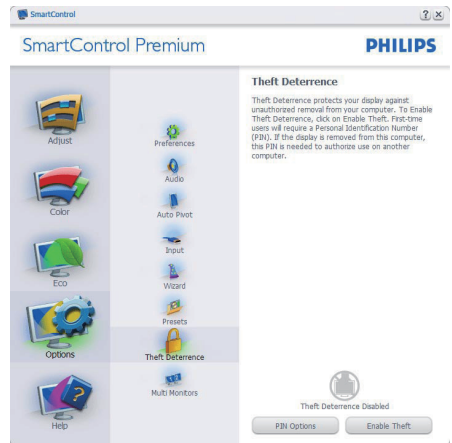 SmartControl
? ×
SmartControl Premium
PHILIPS
Adjust
Color
Eco
Options
Help
Preferences
Audio
Auto Pivot
Input
Wizard
Presets
Theft Deterrence
Multi Monitors
Theft Deterrence
Theft Deterrence protects your display against
unauthorized removal from your computer. To Enable
Theft Deterrence, click on Enable Theft. First-time
users will require a Personal Identification Number
(PIN). If the display is removed from this computer,
this PIN is needed to authorize use on another
computer.
Theft Deterrence Disabled
PIN Options
Enable Theft